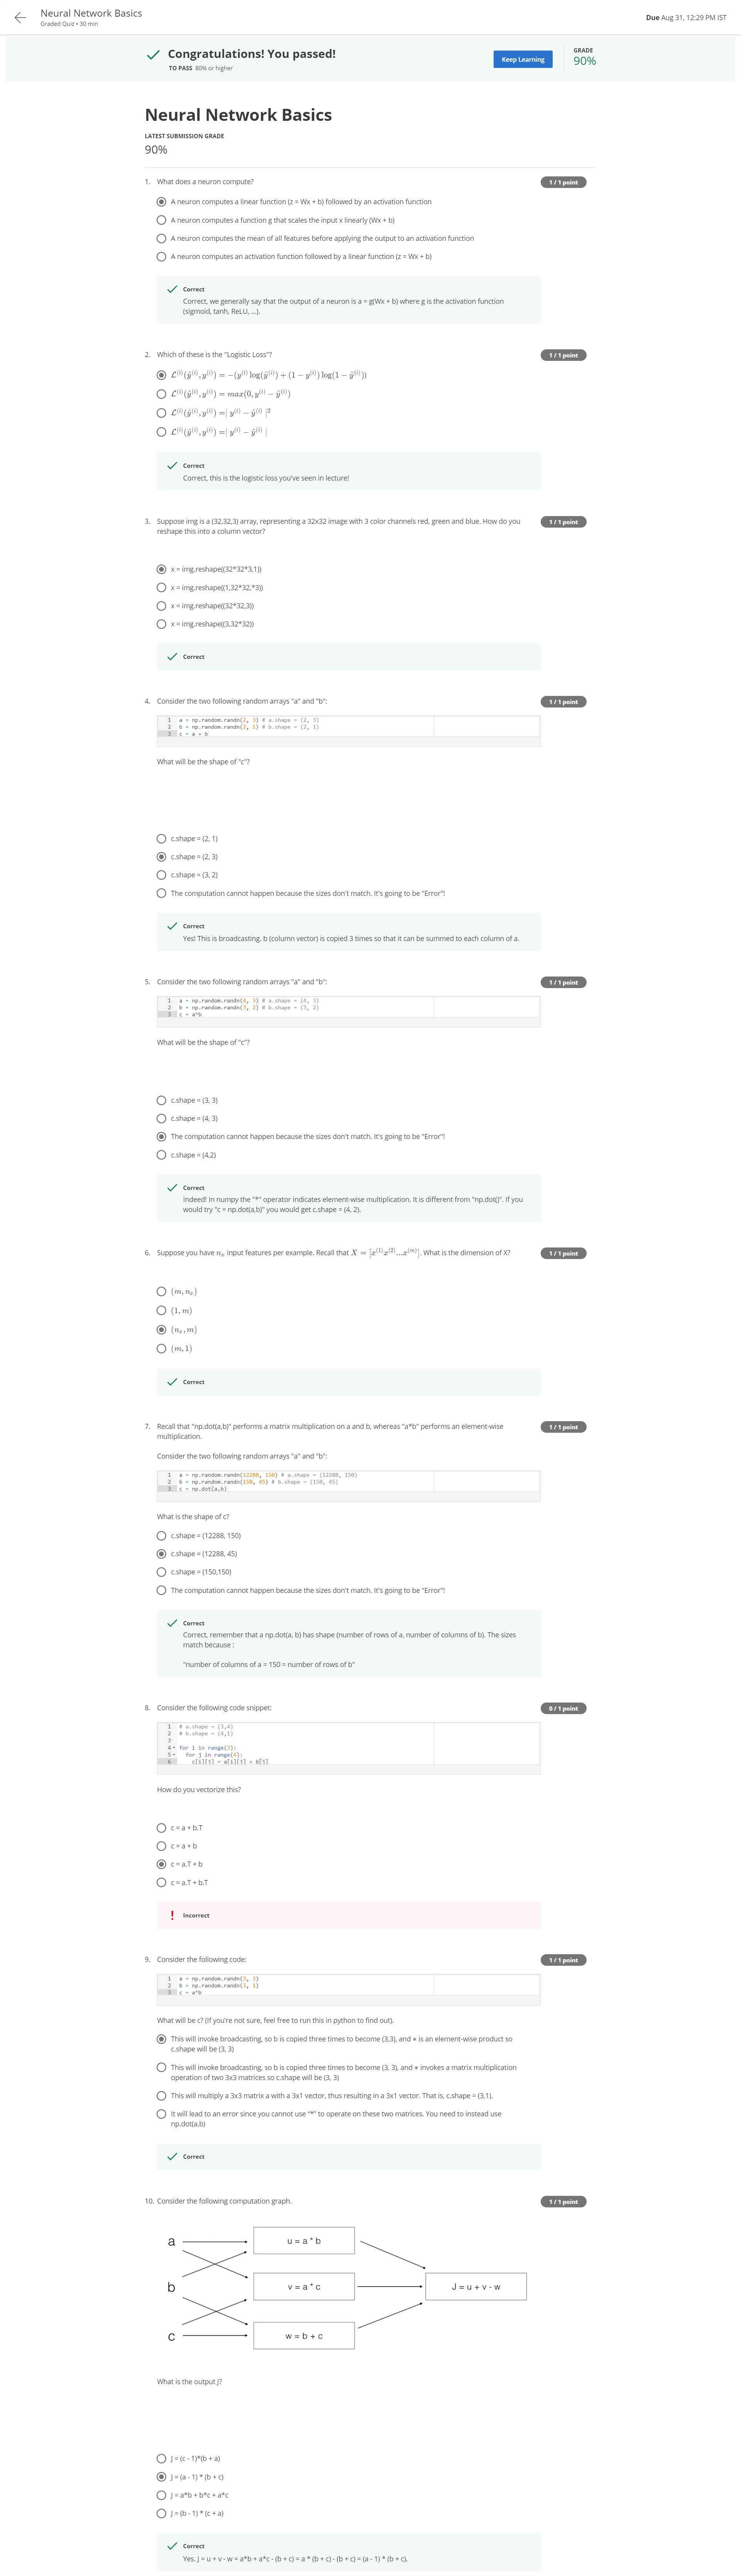 Neural Network Basics
Graded Quiz • 30 min
Due Aug 31, 12:29 PM IST
Congratulations! You passed!
TO PASS 80% or higher
Keep Learning
GRADE
90%
Neural Network Basics
LATEST SUBMISSION GRADE
90%
1. What does a neuron compute?
1 / 1 point
A neuron computes a linear function (z = Wx + b) followed by an activation function
A neuron computes a function g that scales the input x linearly (Wx + b)
A neuron computes the mean of all features before applying the output to an activation function
A neuron computes an activation function followed by a linear function (z = Wx + b)
Correct
Correct, we generally say that the output of a neuron is a = g(Wx + b) where g is the activation function
(sigmoid, tanh, ReLU, ...).
2. Which of these is the "Logistic Loss"?
1 / 1 point
ℒ^(i)(ŷ^(i), y^(i)) = −(y^(i) log(ŷ^(i)) + (1 − y^(i)) log(1 − ŷ^(i)))
ℒ^(i)(ŷ^(i), y^(i)) = max(0, y^(i) − ŷ^(i))
ℒ^(i)(ŷ^(i), y^(i)) =| y^(i) − ŷ^(i) |^2
ℒ^(i)(ŷ^(i), y^(i)) =| y^(i) − ŷ^(i) |
Correct
Correct, this is the logistic loss you've seen in lecture!
3. Suppose img is a (32,32,3) array, representing a 32x32 image with 3 color channels red, green and blue. How do you
reshape this into a column vector?
1 / 1 point
x = img.reshape((32*32*3,1))
x = img.reshape((1,32*32,*3))
x = img.reshape((32*32,3))
x = img.reshape((3,32*32))
Correct
4. Consider the two following random arrays "a" and "b":
1 / 1 point
1 a = np.random.randn(2, 3) # a.shape = (2, 3)
2 b = np.random.randn(2, 1) # b.shape = (2, 1)
3 c = a + b
What will be the shape of "c"?
c.shape = (2, 1)
c.shape = (2, 3)
c.shape = (3, 2)
The computation cannot happen because the sizes don't match. It's going to be "Error"!
Correct
Yes! This is broadcasting. b (column vector) is copied 3 times so that it can be summed to each column of a.
5. Consider the two following random arrays "a" and "b":
1 / 1 point
1 a = np.random.randn(4, 3) # a.shape = (4, 3)
2 b = np.random.randn(3, 2) # b.shape = (3, 2)
3 c = a*b
What will be the shape of "c"?
c.shape = (3, 3)
c.shape = (4, 3)
The computation cannot happen because the sizes don't match. It's going to be "Error"!
c.shape = (4,2)
Correct
Indeed! In numpy the "*" operator indicates element-wise multiplication. It is different from "np.dot()". If you
would try "c = np.dot(a,b)" you would get c.shape = (4, 2).
6. Suppose you have n_x input features per example. Recall that X = [x^(1) x^(2)...x^(m)]. What is the dimension of X?
1 / 1 point
(m, n_x)
(1, m)
(n_x, m)
(m, 1)
Correct
7. Recall that "np.dot(a,b)" performs a matrix multiplication on a and b, whereas "a*b" performs an element-wise
multiplication.
1 / 1 point
Consider the two following random arrays "a" and "b":
1 a = np.random.randn(12288, 150) # a.shape = (12288, 150)
2 b = np.random.randn(150, 45) # b.shape = (150, 45)
3 c = np.dot(a,b)
What is the shape of c?
c.shape = (12288, 150)
c.shape = (12288, 45)
c.shape = (150,150)
The computation cannot happen because the sizes don't match. It's going to be "Error"!
Correct
Correct, remember that a np.dot(a, b) has shape (number of rows of a, number of columns of b). The sizes
match because :
"number of columns of a = 150 = number of rows of b"
8. Consider the following code snippet:
0 / 1 point
1 # a.shape = (3,4)
2 # b.shape = (4,1)
3
4 for i in range(3):
5 for j in range(4):
6 c[i][j] = a[i][j] + b[j]
How do you vectorize this?
c = a + b.T
c = a + b
c = a.T + b
c = a.T + b.T
Incorrect
9. Consider the following code:
1 / 1 point
1 a = np.random.randn(3, 3)
2 b = np.random.randn(3, 1)
3 c = a*b
What will be c? (If you're not sure, feel free to run this in python to find out).
This will invoke broadcasting, so b is copied three times to become (3,3), and ∗ is an element-wise product so
c.shape will be (3, 3)
This will invoke broadcasting, so b is copied three times to become (3, 3), and ∗ invokes a matrix multiplication
operation of two 3x3 matrices so c.shape will be (3, 3)
This will multiply a 3x3 matrix a with a 3x1 vector, thus resulting in a 3x1 vector. That is, c.shape = (3,1).
It will lead to an error since you cannot use "*" to operate on these two matrices. You need to instead use
np.dot(a,b)
Correct
10. Consider the following computation graph.
1 / 1 point
a
u = a * b
b
v = a * c
J = u + v - w
c
w = b + c
What is the output J?
J = (c - 1)*(b + a)
J = (a - 1) * (b + c)
J = a*b + b*c + a*c
J = (b - 1) * (c + a)
Correct
Yes. J = u + v - w = a*b + a*c - (b + c) = a * (b + c) - (b + c) = (a - 1) * (b + c).